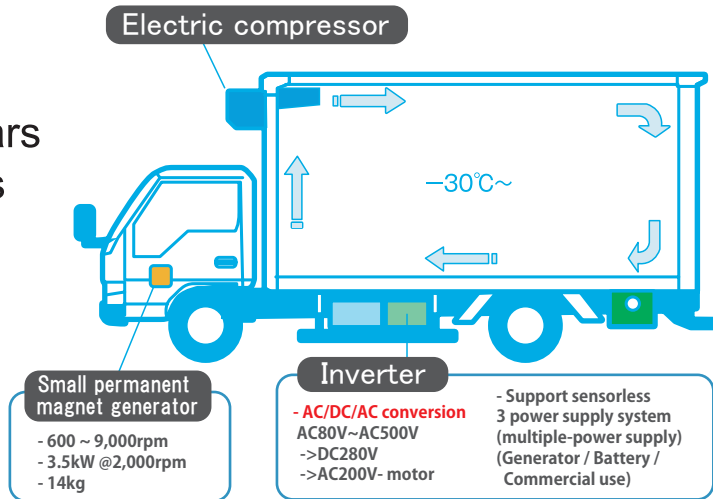 Electric compressor
-30℃~
Small permanent
magnet generator
- 600 ~ 9,000rpm
- 3.5kW @2,000rpm
- 14kg
Inverter
- AC/DC/AC conversion
AC80V~AC500V
->DC280V
->AC200V- motor
- Support sensorless
3 power supply system
(multiple-power supply)
(Generator / Battery /
Commercial use)